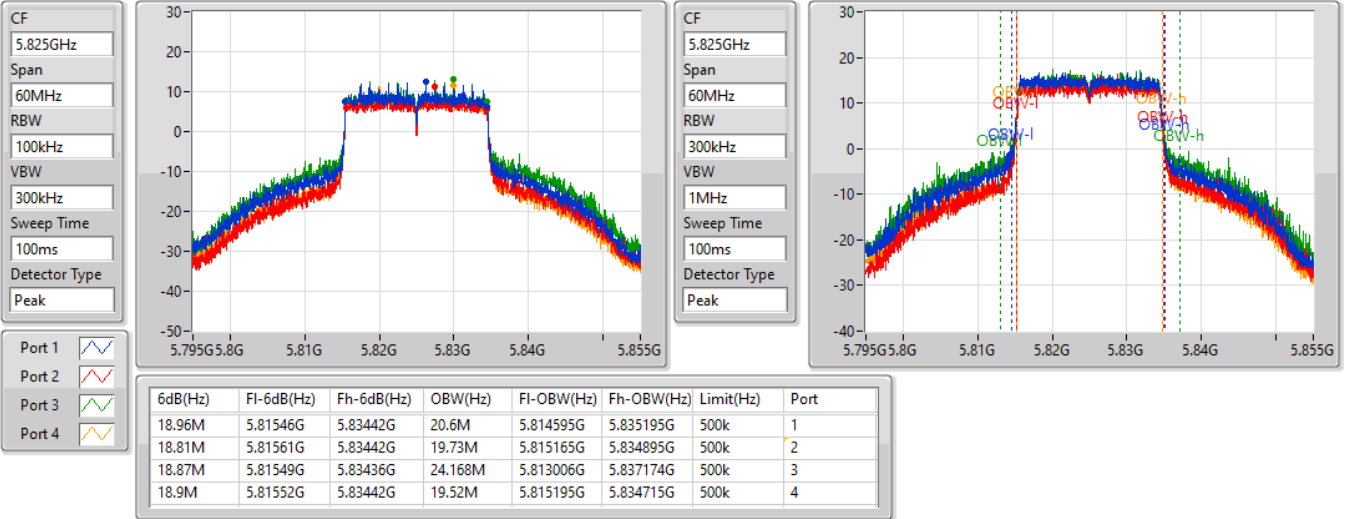 CF
5.825GHz
Span
60MHz
RBW
100kHz
VBW
300kHz
Sweep Time
100ms
Detector Type
Peak
30
20
10
0
-10
-20
-30
-40
-50
5.795G 5.8G 5.81G 5.82G 5.83G 5.84G 5.855G
CF
5.825GHz
Span
60MHz
RBW
300kHz
VBW
1MHz
Sweep Time
100ms
Detector Type
Peak
30
20
10
0
-10
-20
-30
-40
5.795G 5.8G 5.81G 5.82G 5.83G 5.84G 5.855G
OBW-l
OBW-l
OBW-h
OBW-h
OBW-h
OBW-h
Port 1
Port 2
Port 3
Port 4
6dB(Hz) Fl-6dB(Hz) Fh-6dB(Hz) OBW(Hz) Fl-OBW(Hz) Fh-OBW(Hz) Limit(Hz) Port
18.96M 5.81546G 5.83442G 20.6M 5.814595G 5.835195G 500k 1
18.81M 5.81561G 5.83442G 19.73M 5.815165G 5.834895G 500k 2
18.87M 5.81549G 5.83436G 24.168M 5.813006G 5.837174G 500k 3
18.9M 5.81552G 5.83442G 19.52M 5.815195G 5.834715G 500k 4